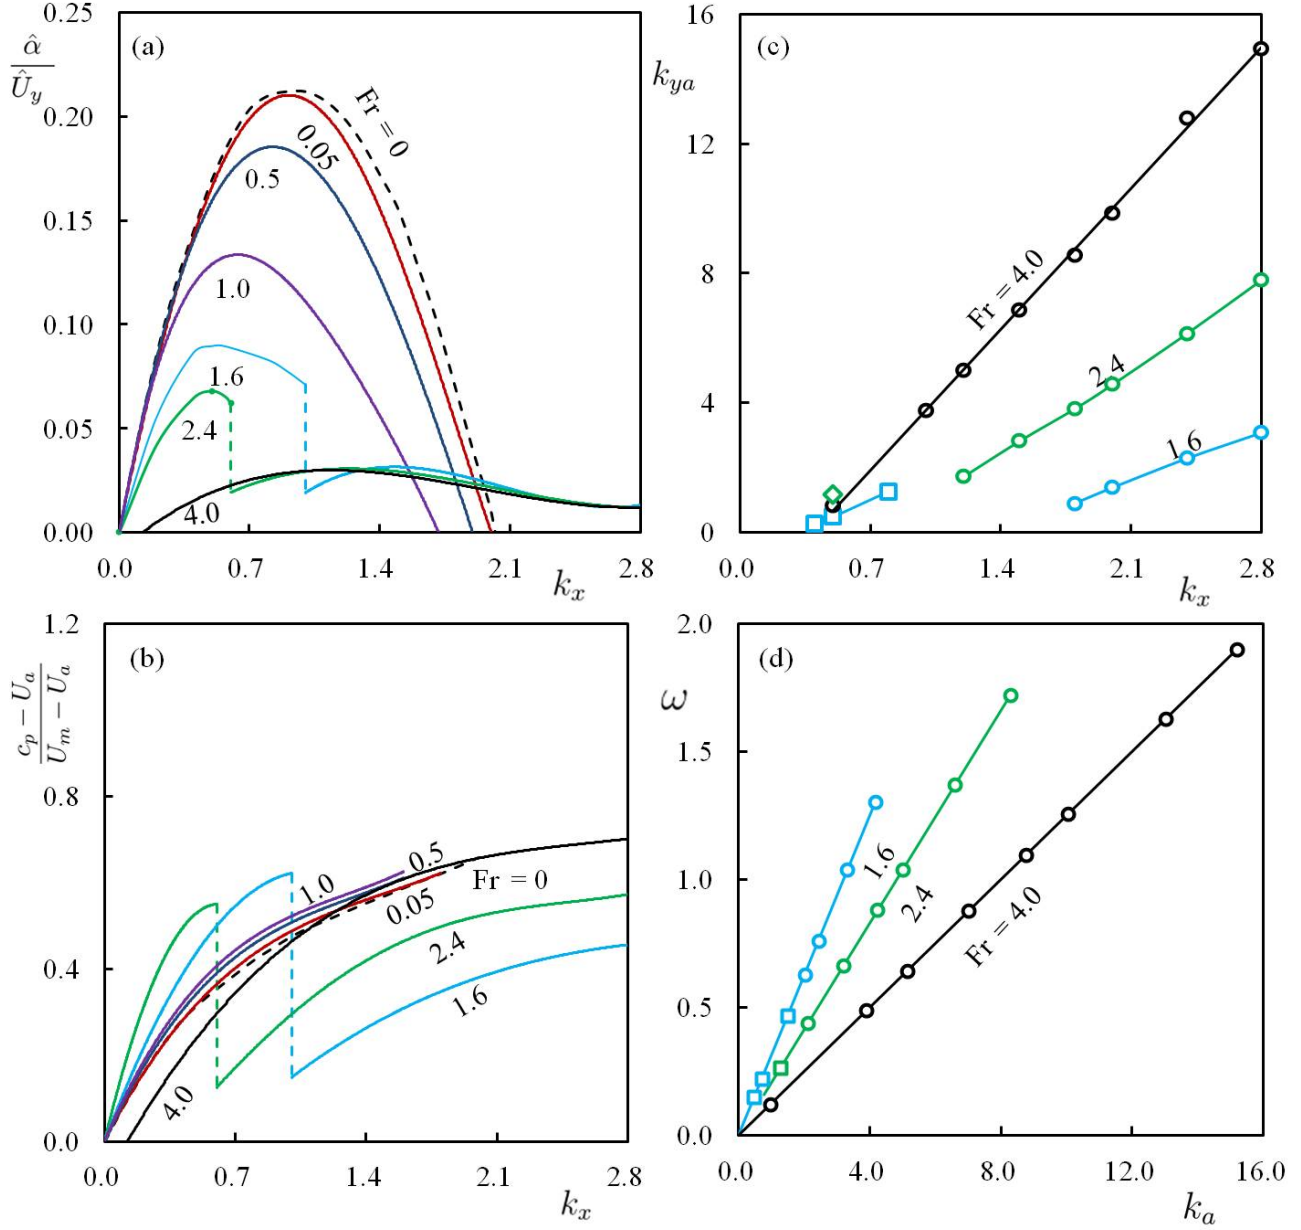 0.25
(a)
α̂
Û_y
0.20
0.15
0.10
0.05
0.00
Fr = 0
0.05
0.5
1.0
1.6
2.4
4.0
0.0 0.7 1.4 2.1 2.8
k_x
16
(c)
k_{ya}
12
8
4
0
Fr = 4.0
2.4
1.6
0.0 0.7 1.4 2.1 2.8
k_x
1.2
(b)
c_p − U_a
U_m − U_a
0.8
0.4
0.0
0.5
1.0
Fr = 0
0.05
2.4
1.6
4.0
0.0 0.7 1.4 2.1 2.8
k_x
2.0
(d)
ω
1.5
1.0
0.5
0.0
1.6
2.4
Fr = 4.0
0.0 4.0 8.0 12.0 16.0
k_a